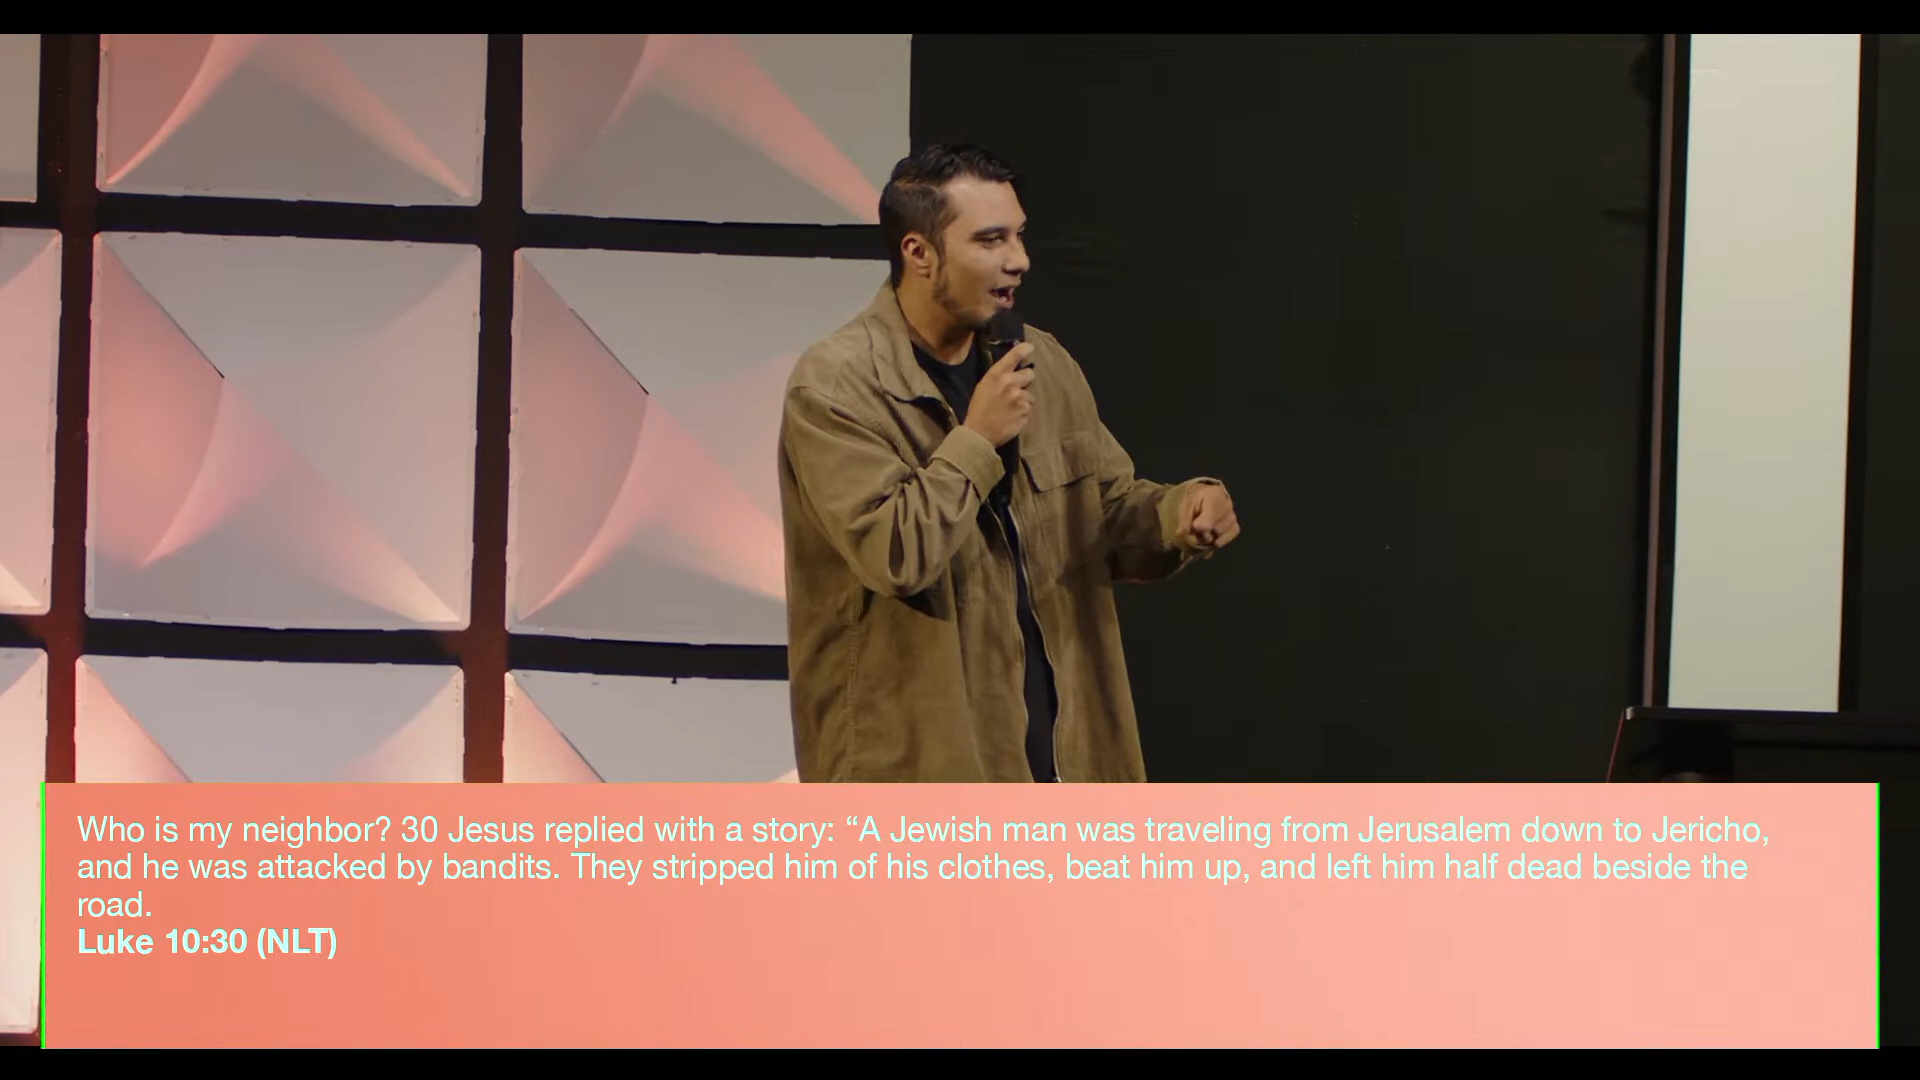 Who is my neighbor? 30 Jesus replied with a story: “A Jewish man was traveling from Jerusalem down to Jericho,
and he was attacked by bandits. They stripped him of his clothes, beat him up, and left him half dead beside the
road.
Luke 10:30 (NLT)